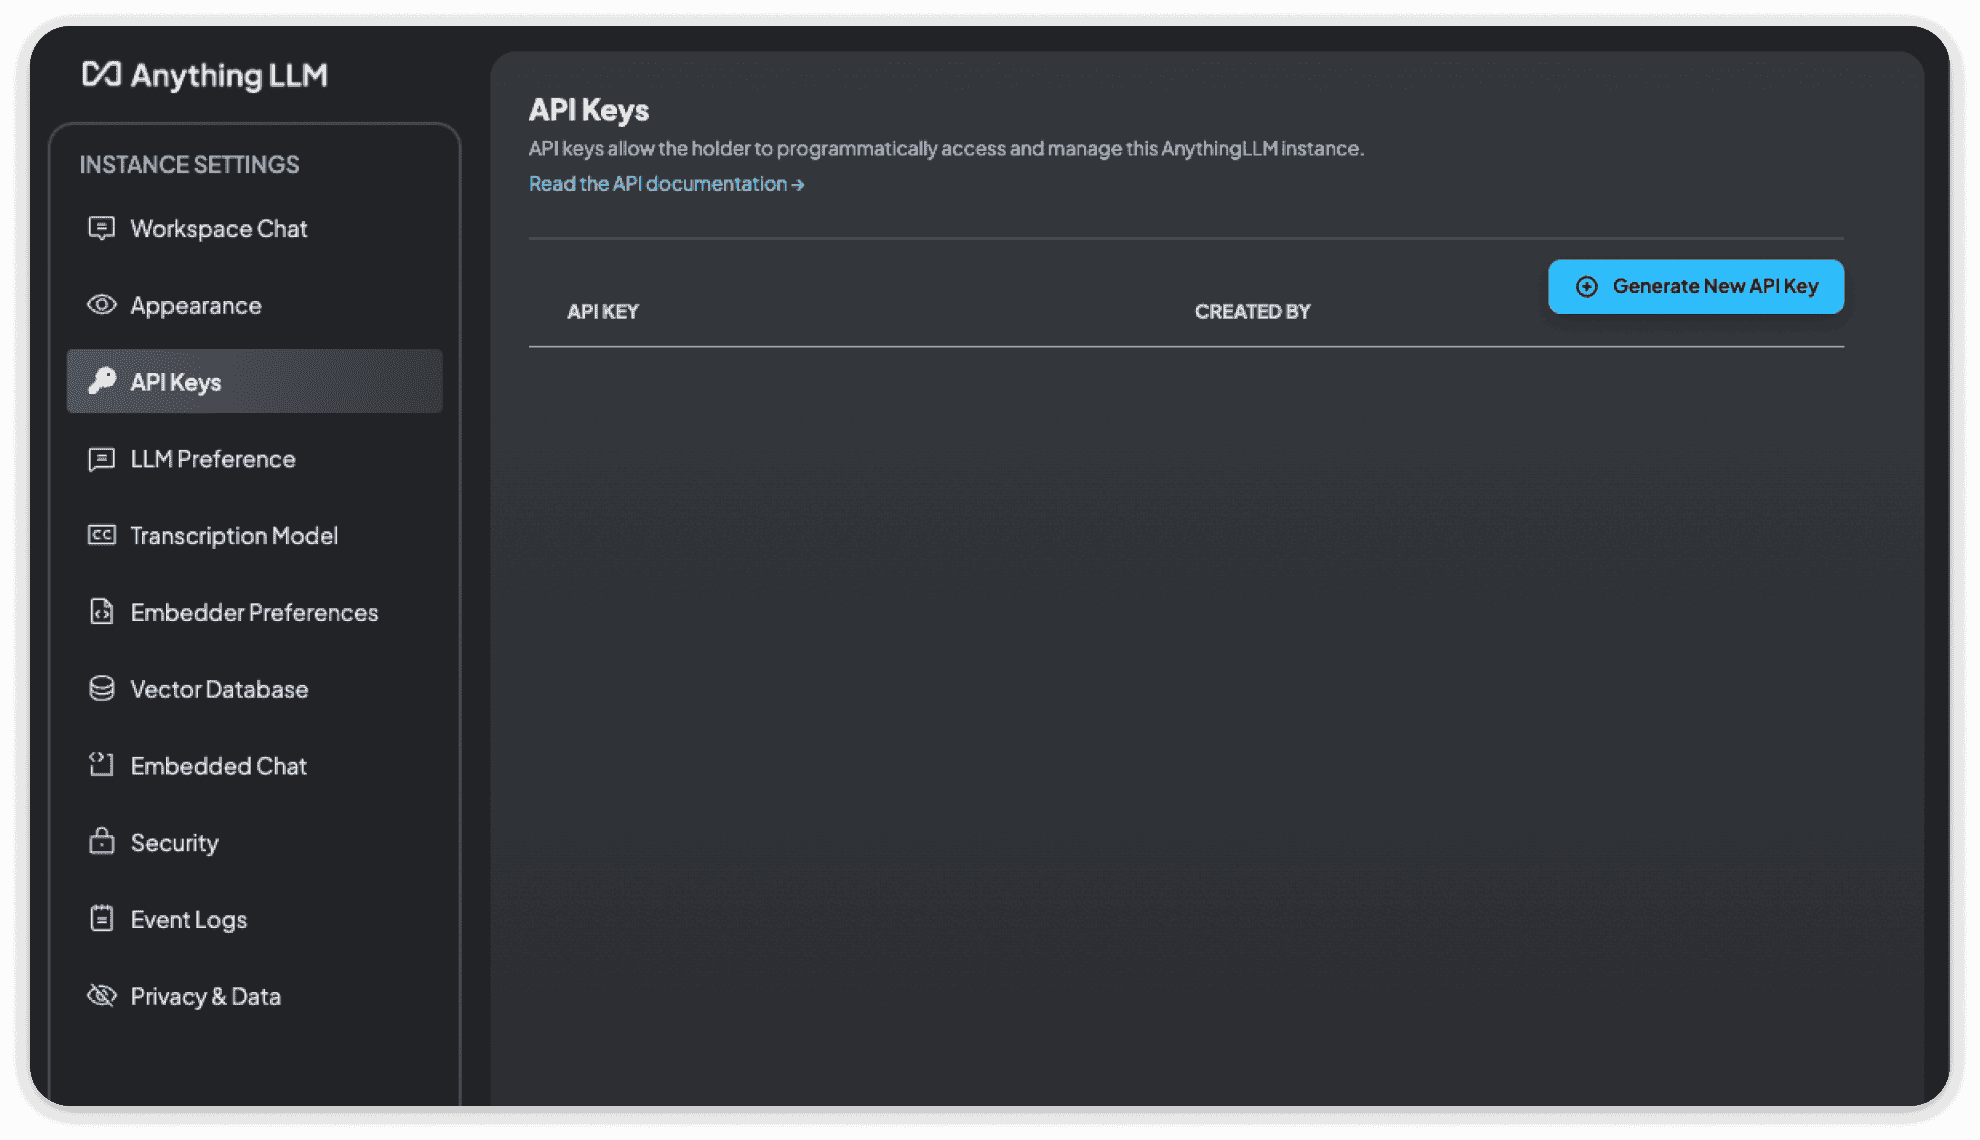 Anything LLM
INSTANCE SETTINGS
Workspace Chat
Appearance
API Keys
LLM Preference
CC Transcription Model
Embedder Preferences
Vector Database
Embedded Chat
Security
Event Logs
Privacy & Data
API Keys
API keys allow the holder to programmatically access and manage this AnythingLLM instance.
Read the API documentation →
Generate New API Key
API KEY CREATED BY